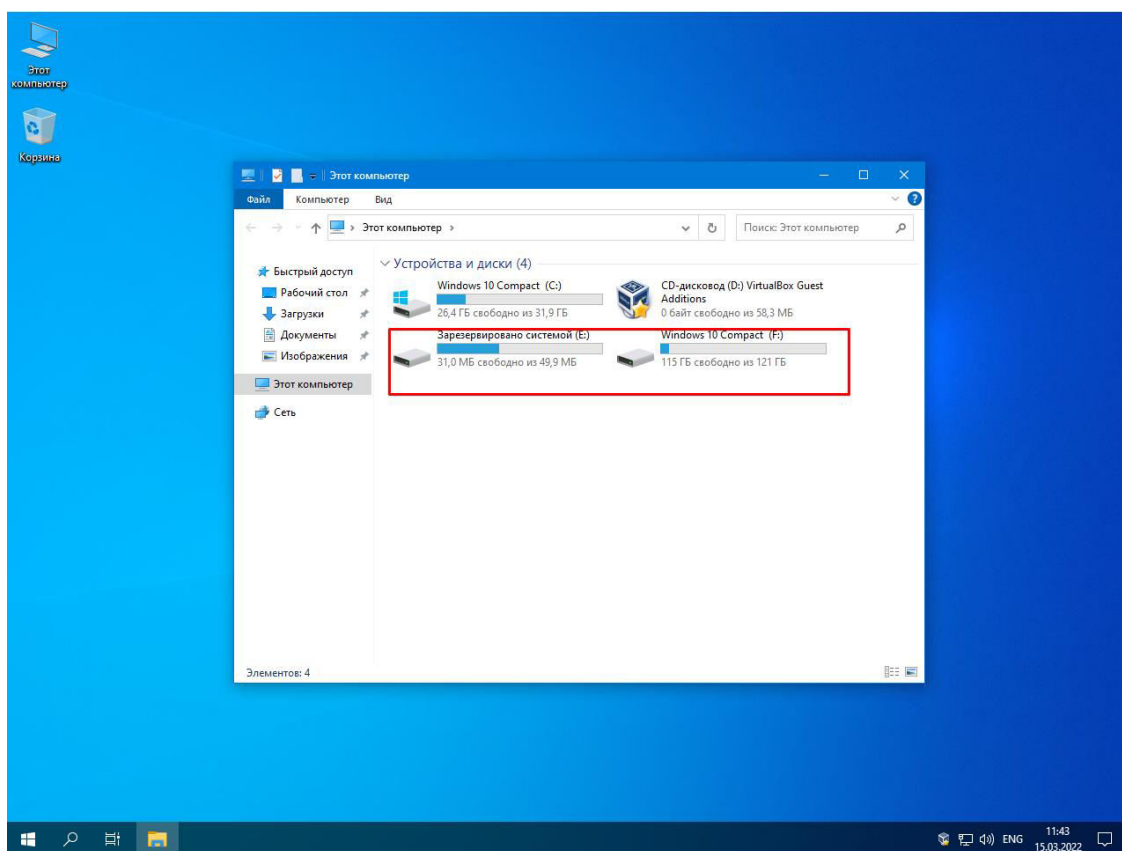 Этот
компьютер
Корзина
Этот компьютер
Файл Компьютер Вид
Этот компьютер
Поиск: Этот компьютер
Быстрый доступ
Рабочий стол
Загрузки
Документы
Изображения
Этот компьютер
Сеть
Устройства и диски (4)
Windows 10 Compact (C:)
26,4 ГБ свободно из 31,9 ГБ
CD-дисковод (D:) VirtualBox Guest
Additions
0 байт свободно из 58,3 МБ
Зарезервировано системой (E:)
31,0 МБ свободно из 49,9 МБ
Windows 10 Compact (F:)
115 ГБ свободно из 121 ГБ
Элементов: 4
ENG
11:43
15.03.2022